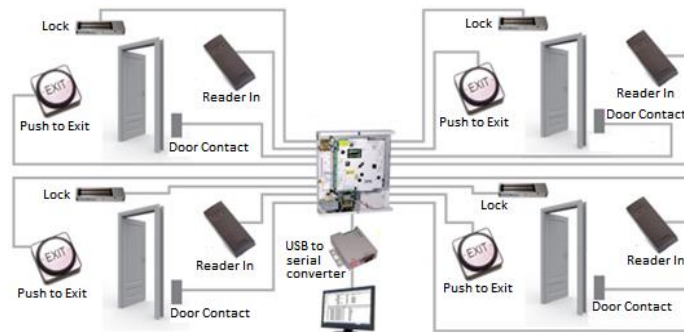 Lock
Lock
EXIT
Reader In
EXIT
Reader In
Push to Exit
Door Contact
Push to Exit
Door Contact
Lock
Lock
EXIT
Reader In
USB to
serial
converter
EXIT
Reader In
Push to Exit
Door Contact
Push to Exit
Door Contact